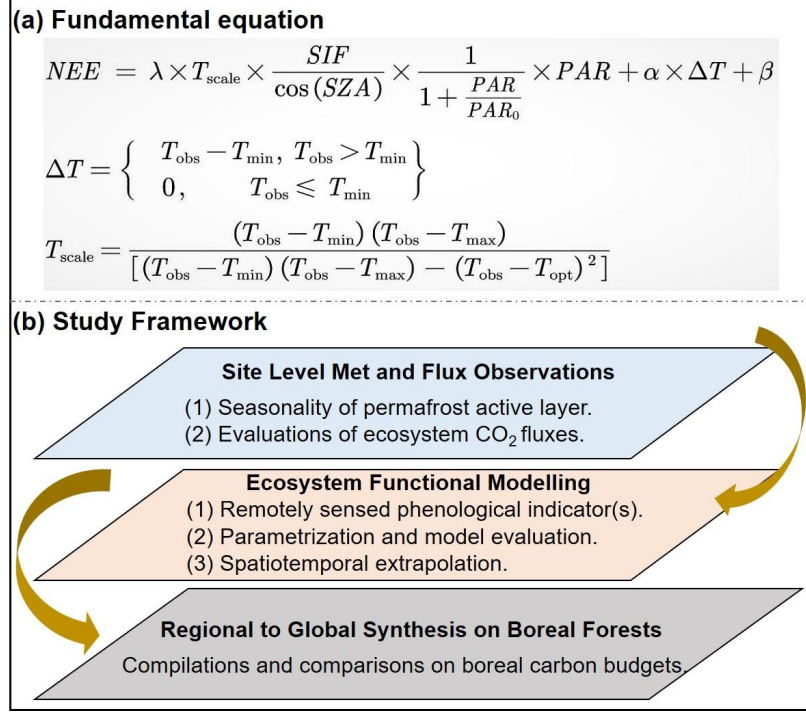 (a) Fundamental equation
NEE = λ × T_scale × SIF / cos (SZA) × 1 / (1 + PAR / PAR₀) × PAR + α × ΔT + β
ΔT = { T_obs − T_min, T_obs > T_min
0, T_obs ⩽ T_min }
T_scale = (T_obs − T_min) (T_obs − T_max) / [(T_obs − T_min) (T_obs − T_max) − (T_obs − T_opt)²]
(b) Study Framework
Site Level Met and Flux Observations
(1) Seasonality of permafrost active layer.
(2) Evaluations of ecosystem CO₂ fluxes.
Ecosystem Functional Modelling
(1) Remotely sensed phenological indicator(s).
(2) Parametrization and model evaluation.
(3) Spatiotemporal extrapolation.
Regional to Global Synthesis on Boreal Forests
Compilations and comparisons on boreal carbon budgets.